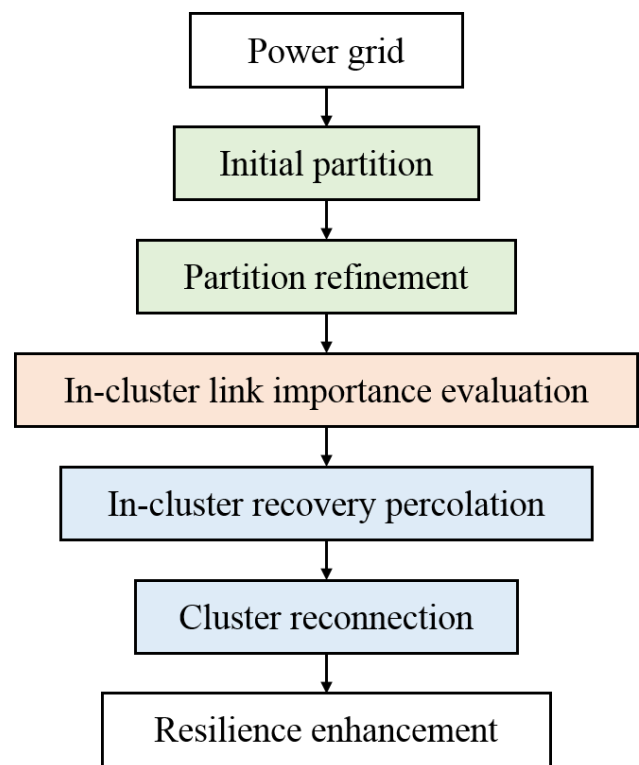 Power grid
Initial partition
Partition refinement
In-cluster link importance evaluation
In-cluster recovery percolation
Cluster reconnection
Resilience enhancement